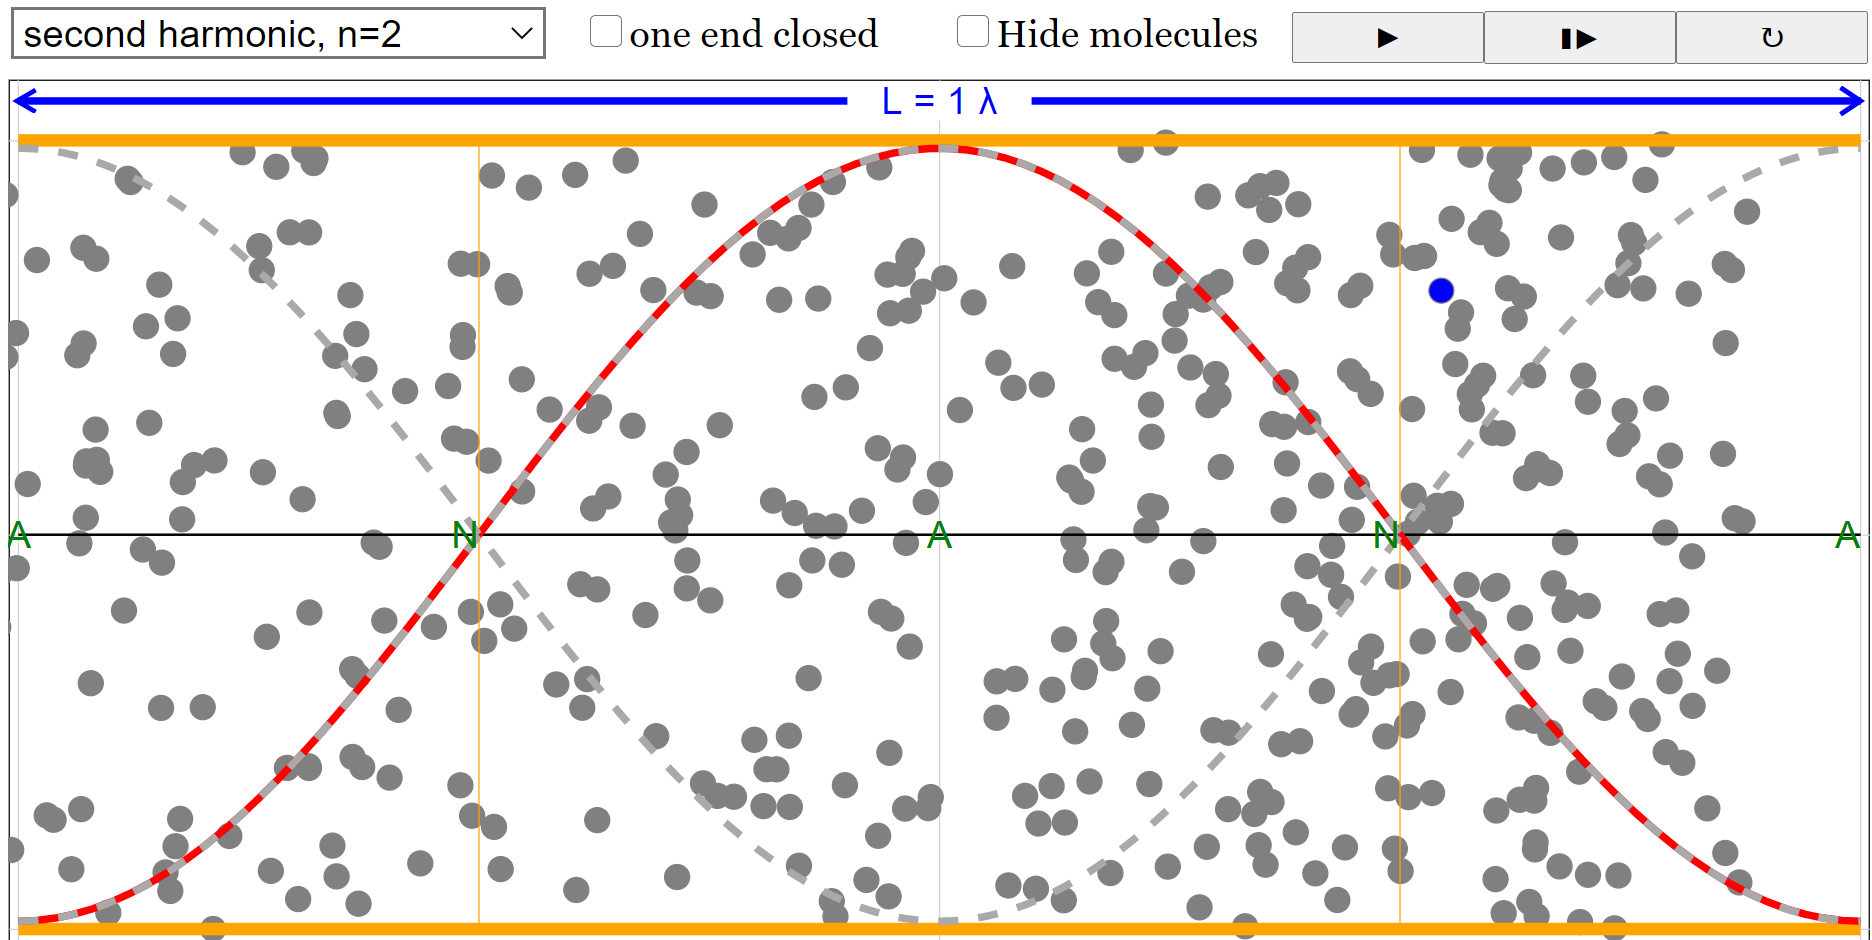 second harmonic, n=2
one end closed
Hide molecules
L = 1 λ
A N A N A